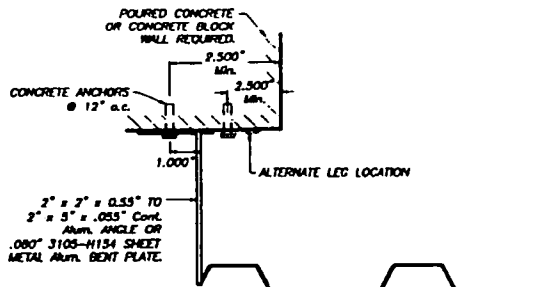 POURED CONCRETE
OR CONCRETE BLOCK
WALL REQUIRED.
2.500"
Min.
2.500"
Min.
CONCRETE ANCHORS
@ 12" o.c.
1.000"
ALTERNATE LEG LOCATION
2" x 2" x 0.55" TO
2" x 5" x .055" Cont.
Alum. ANGLE OR
.080" 3105-H154 SHEET
METAL Alum. BENT PLATE.